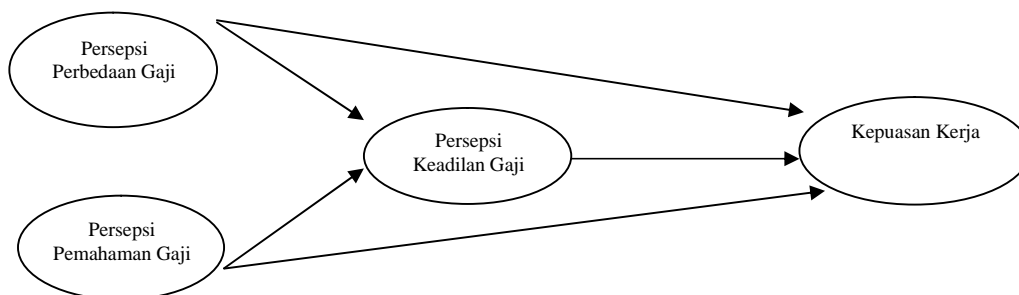 Persepsi
Perbedaan Gaji
Persepsi
Keadilan Gaji
Kepuasan Kerja
Persepsi
Pemahaman Gaji